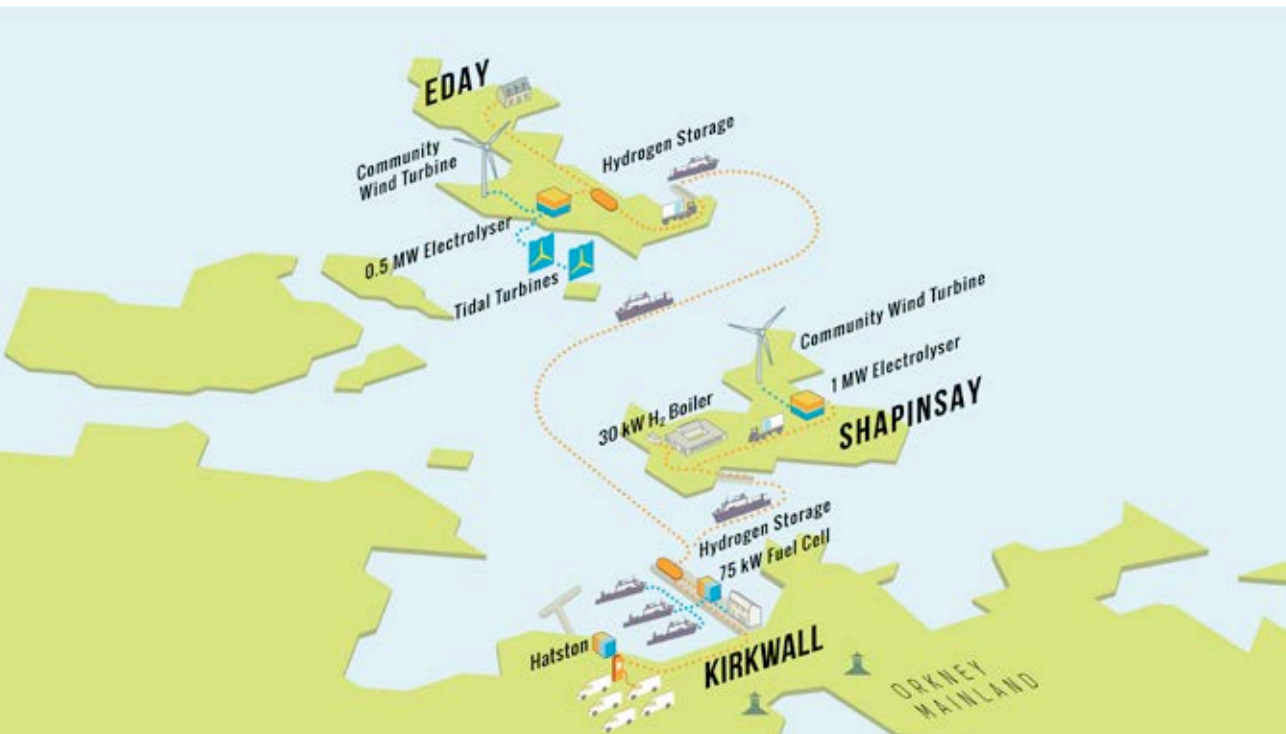 EDAY
Community
Wind Turbine
Hydrogen Storage
0.5 MW Electrolyser
Tidal Turbines
Community Wind Turbine
1 MW Electrolyser
30 kW H₂ Boiler
SHAPINSAY
Hydrogen Storage
75 kW Fuel Cell
Hatston
KIRKWALL
ORKNEY
MAINLAND